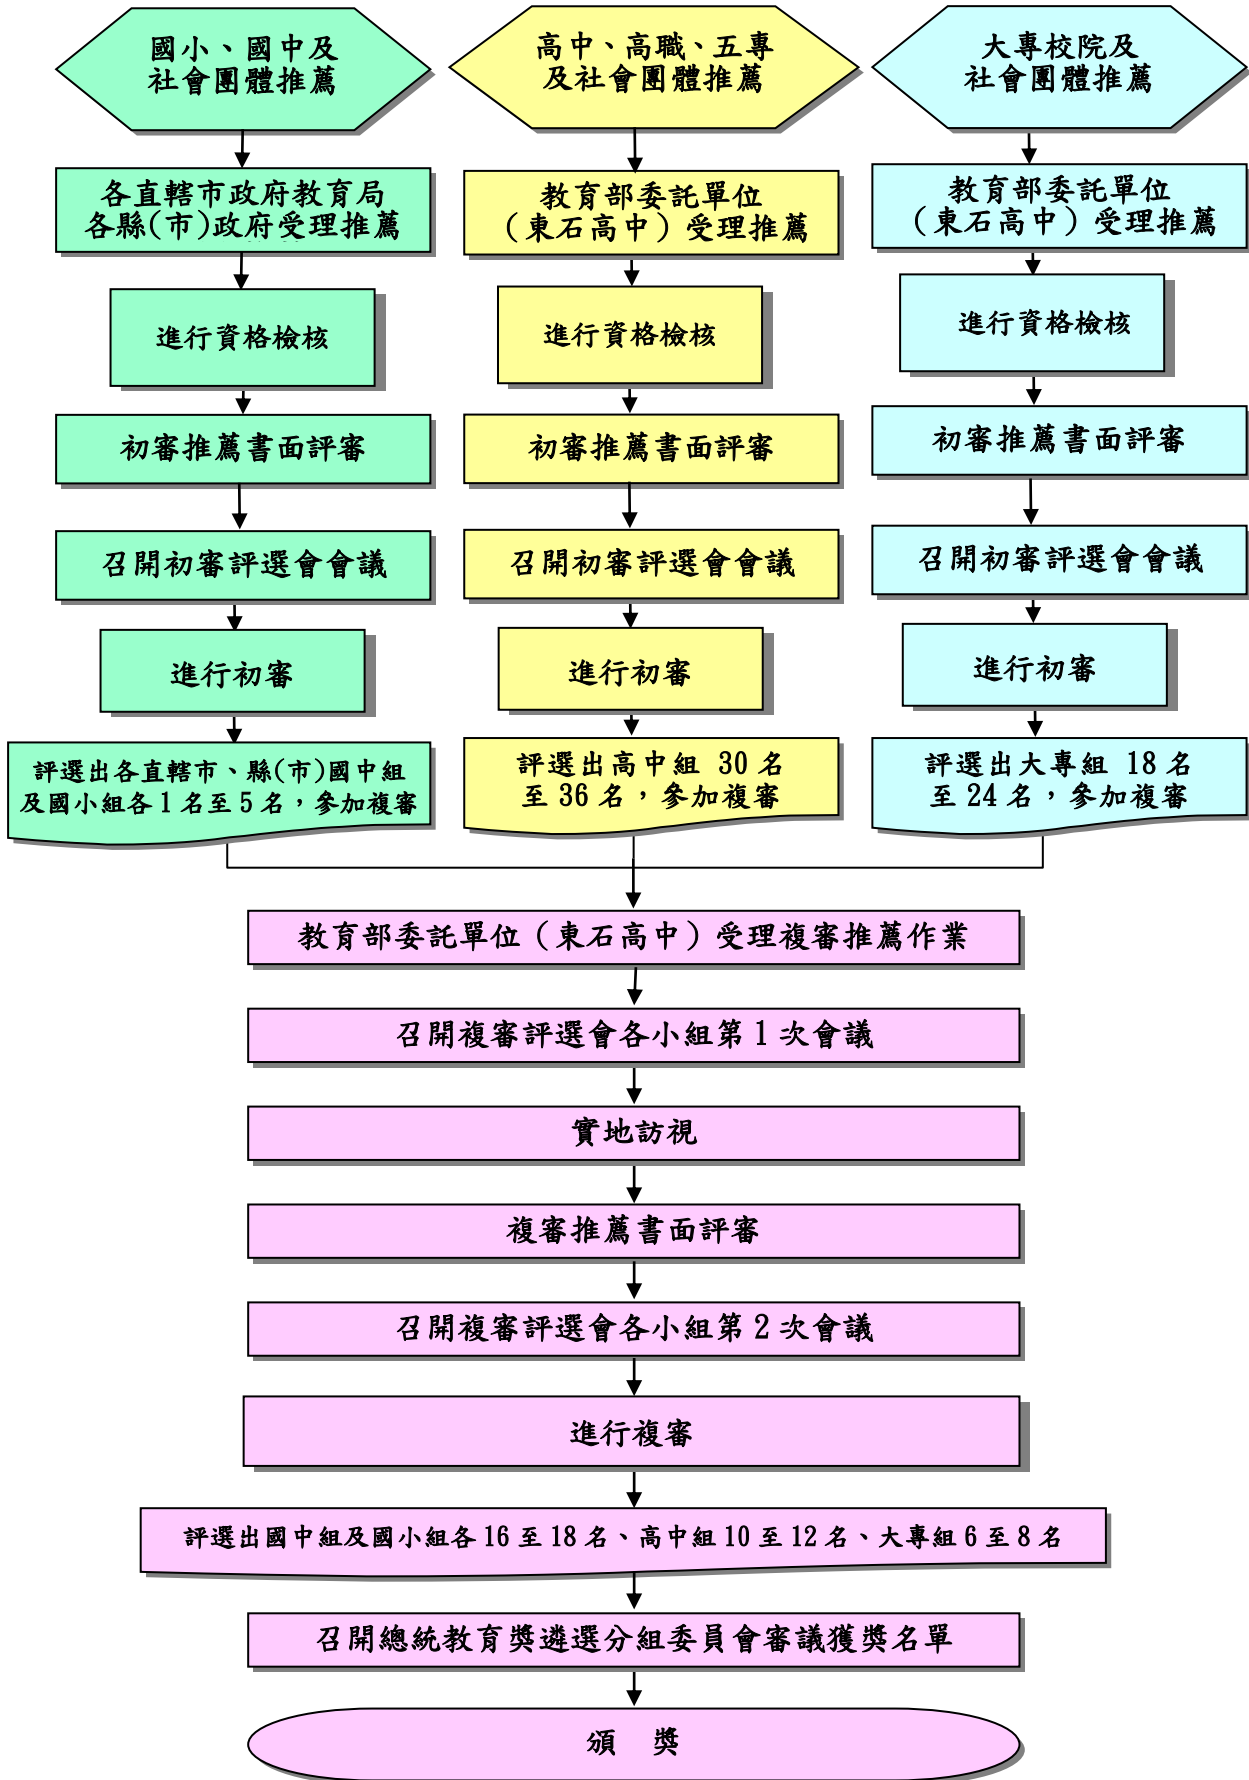 國小、國中及
社會團體推薦
各直轄市政府教育局
各縣(市)政府受理推薦
進行資格檢核
初審推薦書面評審
召開初審評選會會議
進行初審
評選出各直轄市、縣(市)國中組
及國小組各1名至5名，參加複審
高中、高職、五專
及社會團體推薦
教育部委託單位
（東石高中）受理推薦
進行資格檢核
初審推薦書面評審
召開初審評選會會議
進行初審
評選出高中組 30名
至36名，參加複審
大專校院及
社會團體推薦
教育部委託單位
（東石高中）受理推薦
進行資格檢核
初審推薦書面評審
召開初審評選會會議
進行初審
評選出大專組 18名
至24名，參加複審
教育部委託單位（東石高中）受理複審推薦作業
召開複審評選會各小組第1次會議
實地訪視
複審推薦書面評審
召開複審評選會各小組第2次會議
進行複審
評選出國中組及國小組各16至18名、高中組10至12名、大專組6至8名
召開總統教育獎遴選分組委員會審議獲獎名單
頒 獎